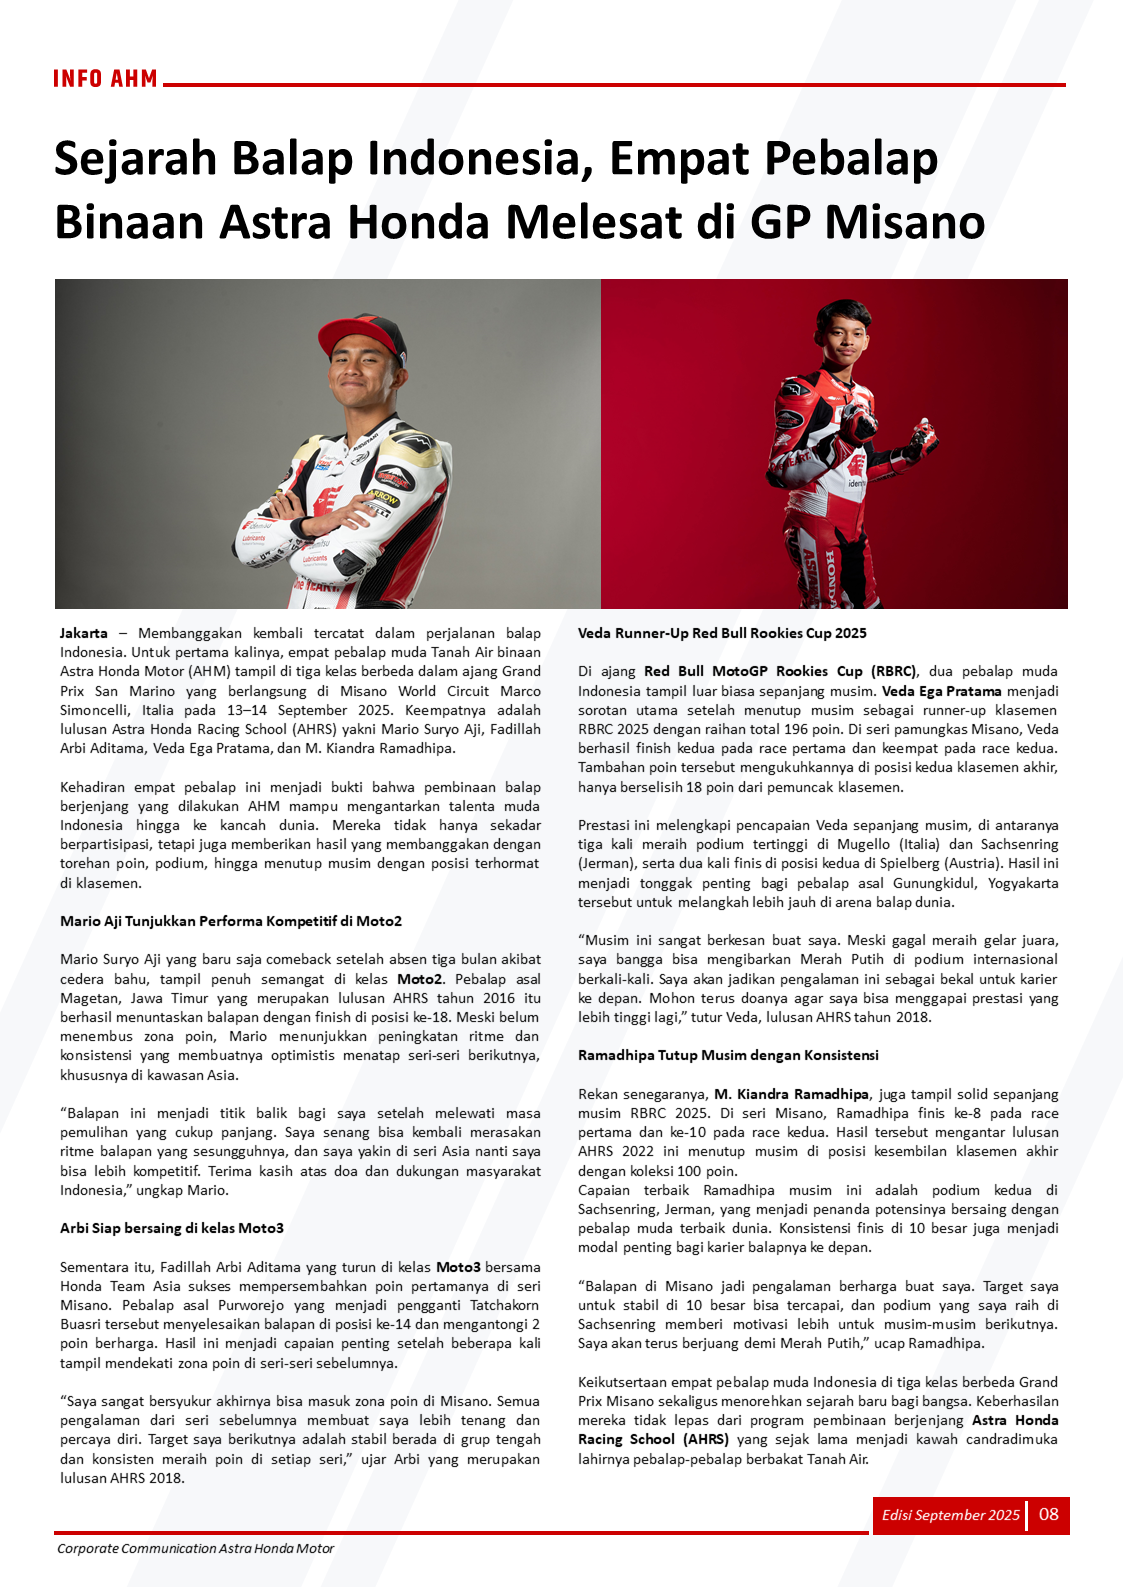 INFO AHM
Sejarah Balap Indonesia, Empat Pebalap
Binaan Astra Honda Melesat di GP Misano
ARROW
Lubricants
idemitsu
Lubricants
One HEART.
HEART.
idemitsu
ASTRA
HONDA
Jakarta – Membanggakan kembali tercatat dalam perjalanan balap
Indonesia. Untuk pertama kalinya, empat pebalap muda Tanah Air binaan
Astra Honda Motor (AHM) tampil di tiga kelas berbeda dalam ajang Grand
Prix San Marino yang berlangsung di Misano World Circuit Marco
Simoncelli, Italia pada 13–14 September 2025. Keempatnya adalah
lulusan Astra Honda Racing School (AHRS) yakni Mario Suryo Aji, Fadillah
Arbi Aditama, Veda Ega Pratama, dan M. Kiandra Ramadhipa.
Kehadiran empat pebalap ini menjadi bukti bahwa pembinaan balap
berjenjang yang dilakukan AHM mampu mengantarkan talenta muda
Indonesia hingga ke kancah dunia. Mereka tidak hanya sekadar
berpartisipasi, tetapi juga memberikan hasil yang membanggakan dengan
torehan poin, podium, hingga menutup musim dengan posisi terhormat
di klasemen.
Mario Aji Tunjukkan Performa Kompetitif di Moto2
Mario Suryo Aji yang baru saja comeback setelah absen tiga bulan akibat
cedera bahu, tampil penuh semangat di kelas Moto2. Pebalap asal
Magetan, Jawa Timur yang merupakan lulusan AHRS tahun 2016 itu
berhasil menuntaskan balapan dengan finish di posisi ke-18. Meski belum
menembus zona poin, Mario menunjukkan peningkatan ritme dan
konsistensi yang membuatnya optimistis menatap seri-seri berikutnya,
khususnya di kawasan Asia.
“Balapan ini menjadi titik balik bagi saya setelah melewati masa
pemulihan yang cukup panjang. Saya senang bisa kembali merasakan
ritme balapan yang sesungguhnya, dan saya yakin di seri Asia nanti saya
bisa lebih kompetitif. Terima kasih atas doa dan dukungan masyarakat
Indonesia,” ungkap Mario.
Arbi Siap bersaing di kelas Moto3
Sementara itu, Fadillah Arbi Aditama yang turun di kelas Moto3 bersama
Honda Team Asia sukses mempersembahkan poin pertamanya di seri
Misano. Pebalap asal Purworejo yang menjadi pengganti Tatchakorn
Buasri tersebut menyelesaikan balapan di posisi ke-14 dan mengantongi 2
poin berharga. Hasil ini menjadi capaian penting setelah beberapa kali
tampil mendekati zona poin di seri-seri sebelumnya.
“Saya sangat bersyukur akhirnya bisa masuk zona poin di Misano. Semua
pengalaman dari seri sebelumnya membuat saya lebih tenang dan
percaya diri. Target saya berikutnya adalah stabil berada di grup tengah
dan konsisten meraih poin di setiap seri,” ujar Arbi yang merupakan
lulusan AHRS 2018.
Veda Runner-Up Red Bull Rookies Cup 2025
Di ajang Red Bull MotoGP Rookies Cup (RBRC), dua pebalap muda
Indonesia tampil luar biasa sepanjang musim. Veda Ega Pratama menjadi
sorotan utama setelah menutup musim sebagai runner-up klasemen
RBRC 2025 dengan raihan total 196 poin. Di seri pamungkas Misano, Veda
berhasil finish kedua pada race pertama dan keempat pada race kedua.
Tambahan poin tersebut mengukuhkannya di posisi kedua klasemen akhir,
hanya berselisih 18 poin dari pemuncak klasemen.
Prestasi ini melengkapi pencapaian Veda sepanjang musim, di antaranya
tiga kali meraih podium tertinggi di Mugello (Italia) dan Sachsenring
(Jerman), serta dua kali finis di posisi kedua di Spielberg (Austria). Hasil ini
menjadi tonggak penting bagi pebalap asal Gunungkidul, Yogyakarta
tersebut untuk melangkah lebih jauh di arena balap dunia.
“Musim ini sangat berkesan buat saya. Meski gagal meraih gelar juara,
saya bangga bisa mengibarkan Merah Putih di podium internasional
berkali-kali. Saya akan jadikan pengalaman ini sebagai bekal untuk karier
ke depan. Mohon terus doanya agar saya bisa menggapai prestasi yang
lebih tinggi lagi,” tutur Veda, lulusan AHRS tahun 2018.
Ramadhipa Tutup Musim dengan Konsistensi
Rekan senegaranya, M. Kiandra Ramadhipa, juga tampil solid sepanjang
musim RBRC 2025. Di seri Misano, Ramadhipa finis ke-8 pada race
pertama dan ke-10 pada race kedua. Hasil tersebut mengantar lulusan
AHRS 2022 ini menutup musim di posisi kesembilan klasemen akhir
dengan koleksi 100 poin.
Capaian terbaik Ramadhipa musim ini adalah podium kedua di
Sachsenring, Jerman, yang menjadi penanda potensinya bersaing dengan
pebalap muda terbaik dunia. Konsistensi finis di 10 besar juga menjadi
modal penting bagi karier balapnya ke depan.
“Balapan di Misano jadi pengalaman berharga buat saya. Target saya
untuk stabil di 10 besar bisa tercapai, dan podium yang saya raih di
Sachsenring memberi motivasi lebih untuk musim-musim berikutnya.
Saya akan terus berjuang demi Merah Putih,” ucap Ramadhipa.
Keikutsertaan empat pebalap muda Indonesia di tiga kelas berbeda Grand
Prix Misano sekaligus menorehkan sejarah baru bagi bangsa. Keberhasilan
mereka tidak lepas dari program pembinaan berjenjang Astra Honda
Racing School (AHRS) yang sejak lama menjadi kawah candradimuka
lahirnya pebalap-pebalap berbakat Tanah Air.
Edisi September 2025 08
Corporate Communication Astra Honda Motor